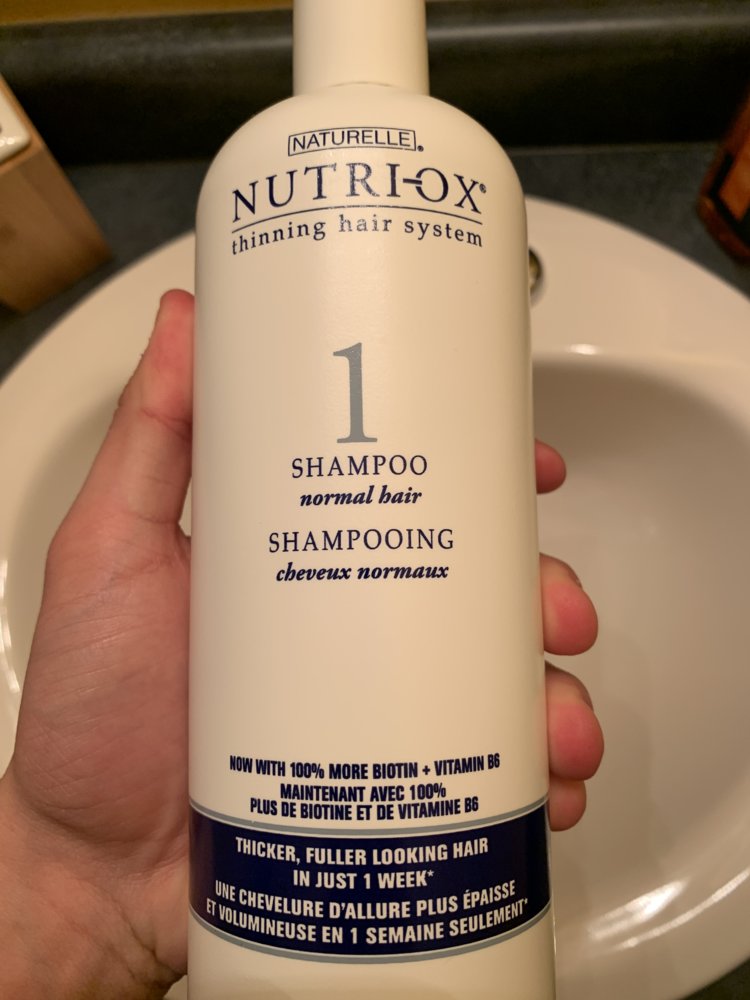 NATURELLE®
NUTRI-OX®
thinning hair system
1
SHAMPOO
normal hair
SHAMPOOING
cheveux normaux
NOW WITH 100% MORE BIOTIN + VITAMIN B6
MAINTENANT AVEC 100%
PLUS DE BIOTINE ET DE VITAMINE B6
THICKER, FULLER LOOKING HAIR
IN JUST 1 WEEK*
UNE CHEVELURE D'ALLURE PLUS ÉPAISSE
ET VOLUMINEUSE EN 1 SEMAINE SEULEMENT*